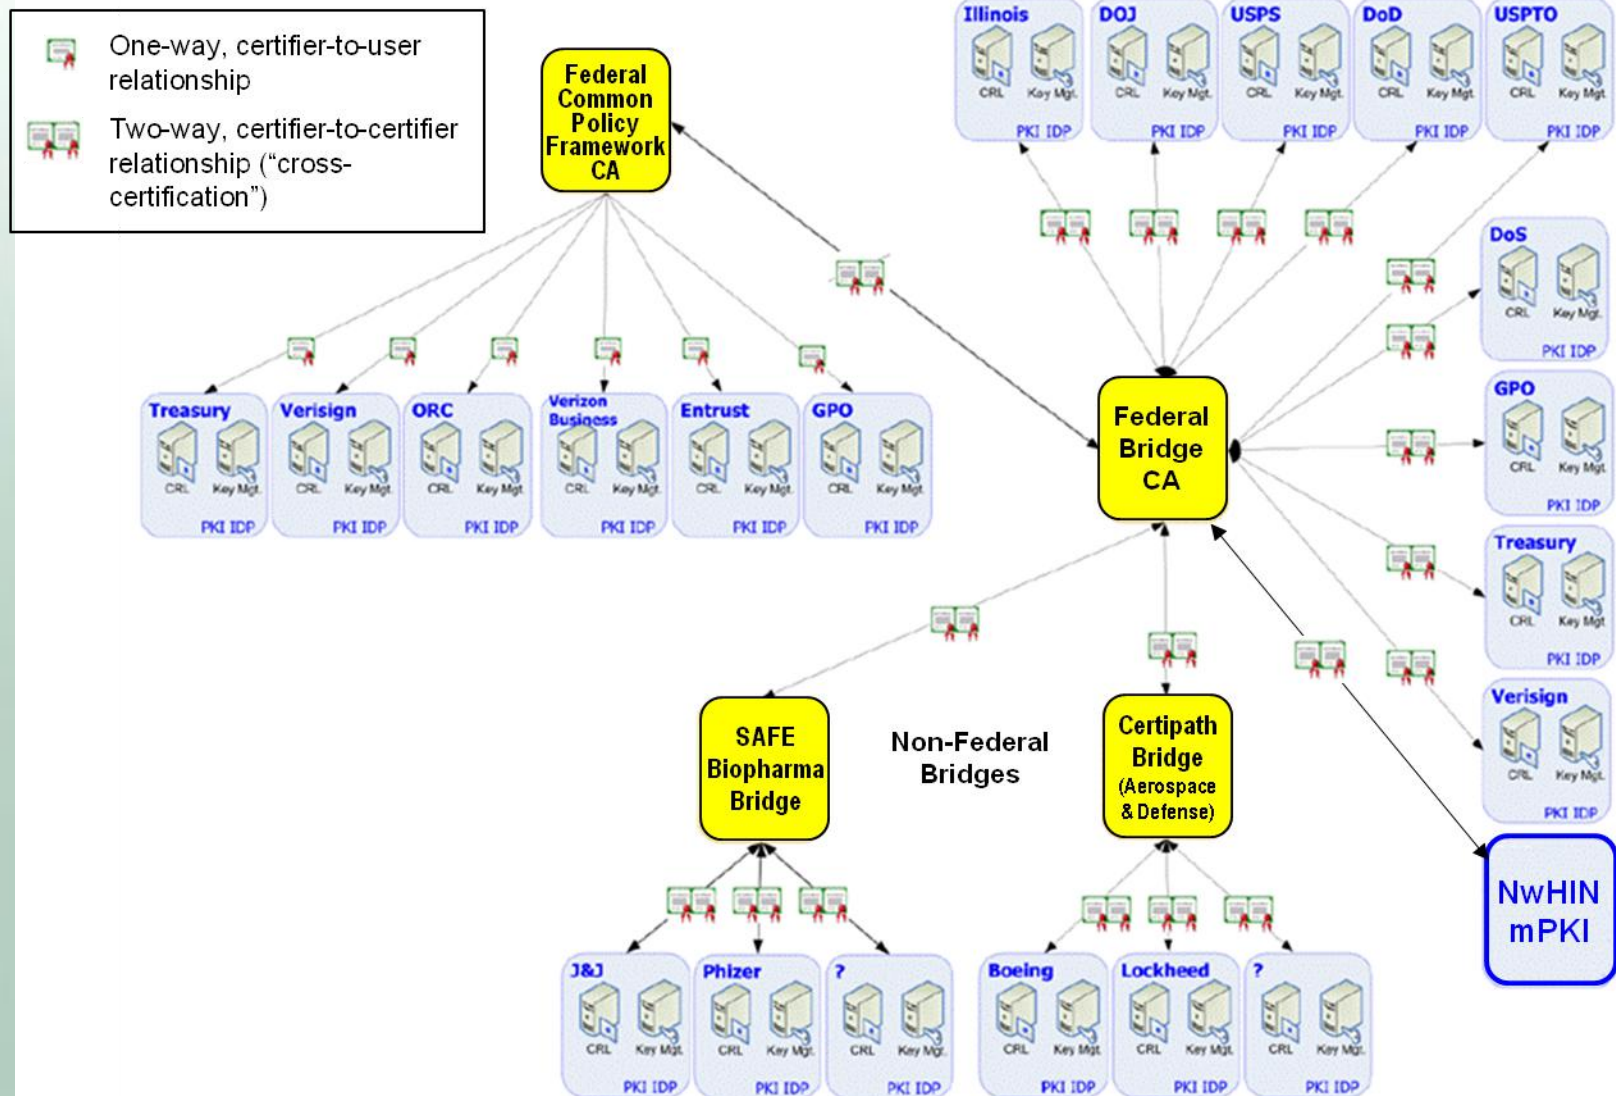 One-way, certifier-to-user
relationship
Two-way, certifier-to-certifier
relationship (“cross-
certification”)
Federal
Common
Policy
Framework
CA
Illinois
CRL
Key Mgt.
PKI IDP
DOJ
CRL
Key Mgt.
PKI IDP
USPS
CRL
Key Mgt.
PKI IDP
DoD
CRL
Key Mgt.
PKI IDP
USPTO
CRL
Key Mgt.
PKI IDP
DoS
CRL
Key Mgt.
PKI IDP
GPO
CRL
Key Mgt.
PKI IDP
Treasury
CRL
Key Mgt
PKI IDP
Verisign
CRL
Key Mgt.
PKI IDP
Treasury
CRL
Key Mgt.
PKI IDP
Verisign
CRL
Key Mgt.
PKI IDP
ORC
CRL
Key Mgt.
PKI IDP
Verizon
Business
CRL
Key Mgt.
PKI IDP
Entrust
CRL
Key Mgt.
PKI IDP
GPO
CRL
Key Mgt.
PKI IDP
Federal
Bridge
CA
SAFE
Biopharma
Bridge
Non-Federal
Bridges
Certipath
Bridge
(Aerospace
& Defense)
NwHIN
mPKI
J&J
CRL
Key Mgt.
PKI IDP
Phizer
CRL
Key Mgt.
PKI IDP
?
CRL
Key Mgt.
PKI IDP
Boeing
CRL
Key Mgt.
PKI IDP
Lockheed
CRL
Key Mgt.
PKI IDP
?
CRL
Key Mgt.
PKI IDP